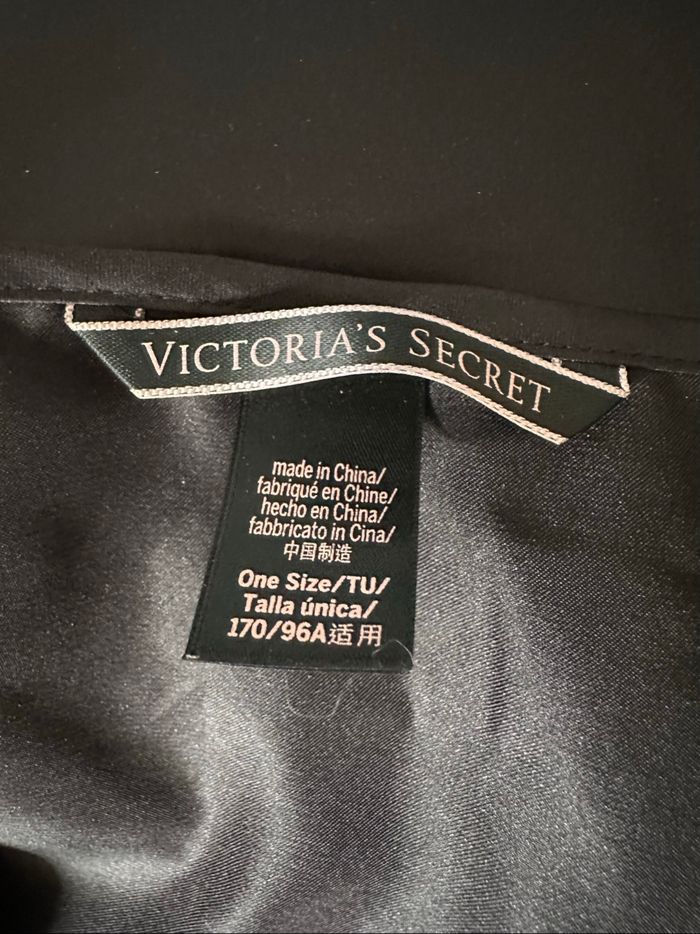 VICTORIA'S SECRET
made in China/
fabriqué en Chine/
hecho en China/
fabbricato in Cina/
中国制造
One Size/TU/
Talla única/
170/96A适用